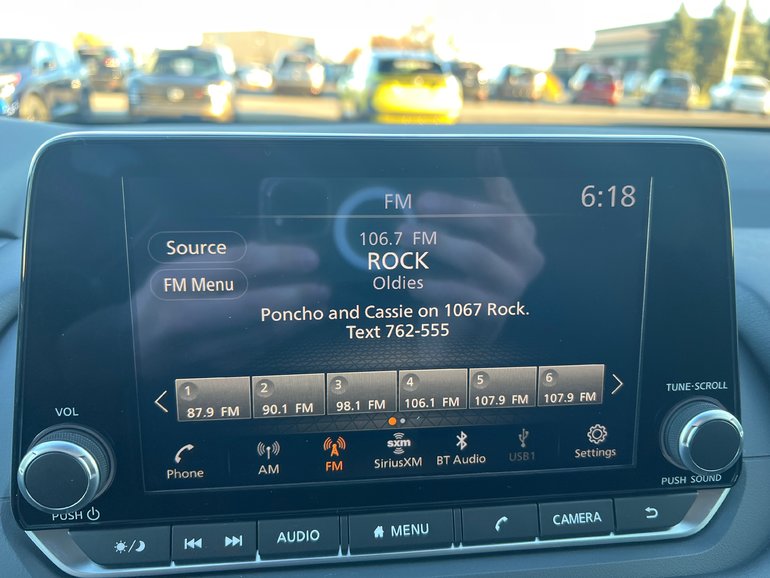 FM
6:18
106.7 FM
Source
ROCK
Oldies
FM Menu
Poncho and Cassie on 1067 Rock.
Text 762-555
1 2 3 4 5 6
87.9 FM 90.1 FM 98.1 FM 106.1 FM 107.9 FM 107.9 FM
VOL
TUNE·SCROLL
Phone AM FM sxm SiriusXM BT Audio USB1 Settings
PUSH
PUSH SOUND
AUDIO MENU CAMERA